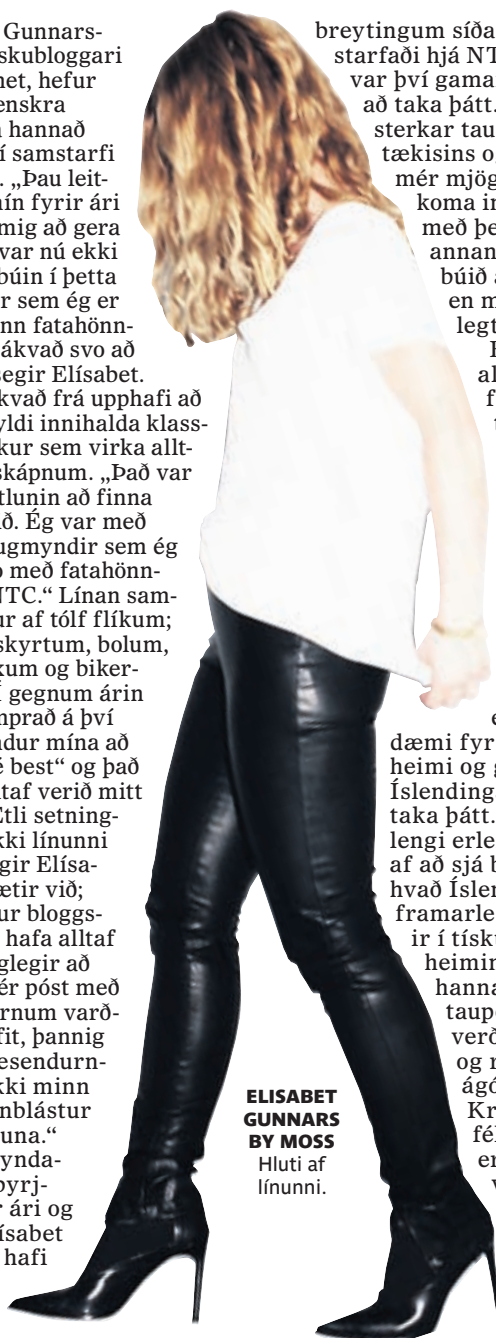 Gunnars-
skubloggari
net, hefur
enskra
hannað
í samstarfi
. „Þau leit-
nín fyrir ári
mig að gera
var nú ekki
búin í þetta
r sem ég er
nn fatahönn-
ákvað svo að
segir Elísabet.
kvað frá upphafi að
yldi innihalda klass-
kur sem virka allt-
skápnum. „Það var
tlunin að finna
ið. Ég var með
ugmyndir sem ég
með fatahönn-
NTC.“ Línan sam-
ur af tólf flíkum;
skyrtum, bolum,
kum og biker-
Í gegnum árin
mprað á því
ndur mína að
é best“ og það
taf verið mitt
Ætli setning-
kki línunni
gir Elísa-
ætir við;
ur bloggs-
hafa alltaf
glegir að
ér póst með
rnum varð-
fit, þannig
esendurn-
kki minn
nblástur
una.“
ynda-
byrj-
r ári og
ísabet
hafi
ELISABET
GUNNARS
BY MOSS
Hluti af
línunni.
breytingum síða
starfaði hjá NT
var því gama
að taka þátt.
sterkar tau
tækisins o
mér mjög
koma in
með þe
annan
búið a
en m
legt
al
f
t
e
dæmi fyr
heimi og g
Íslending
taka þátt.
lengi erle
af að sjá b
hvað Íslen
framarle
ir í tísku
heimin
hanna
taupe
verð
og r
ágó
Kr
fél
er
v